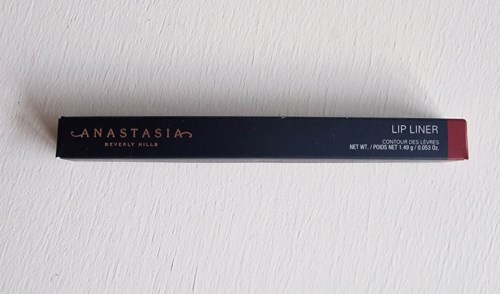 ANASTASIA
BEVERLY HILLS
LIP LINER
CONTOUR DES LÈVRES
NET WT. / POIDS NET 1.49 g / 0.053 Oz.